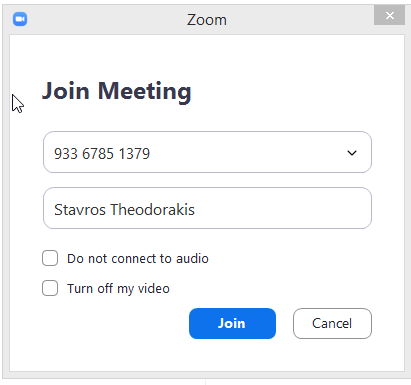 Zoom
Join Meeting
933 6785 1379
Stavros Theodorakis
Do not connect to audio
Turn off my video
Join Cancel